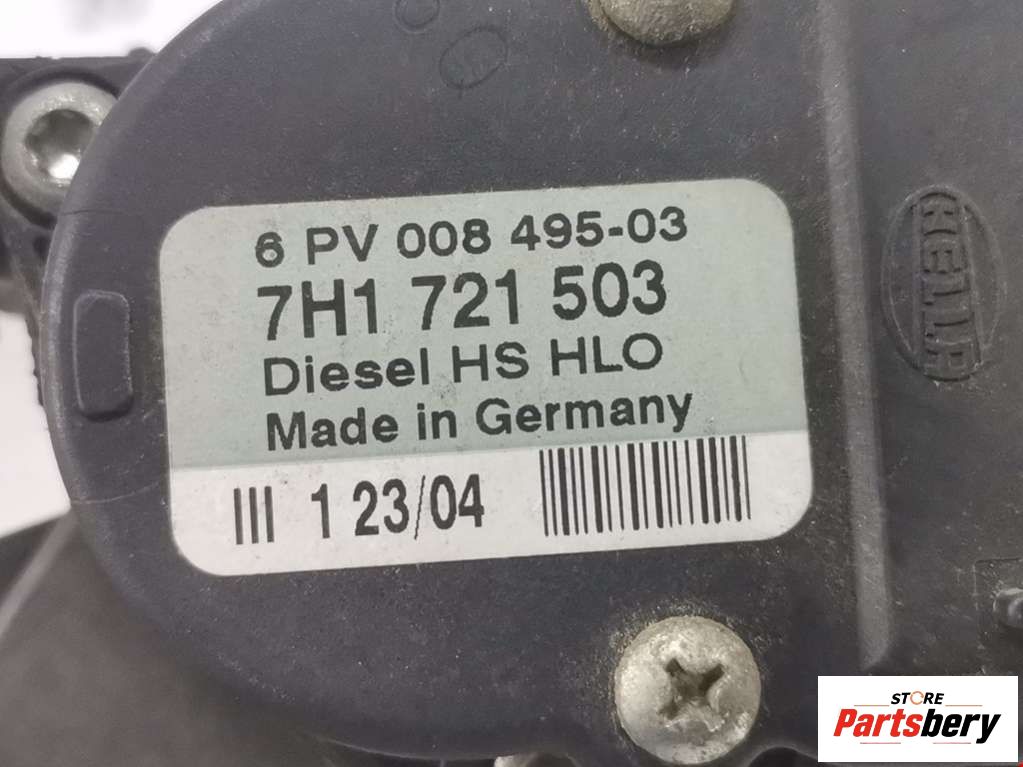 6 PV 008 495-03
7H1 721 503
Diesel HS HLO
Made in Germany
III 1 23/04
HELLA
STORE
Partsbery